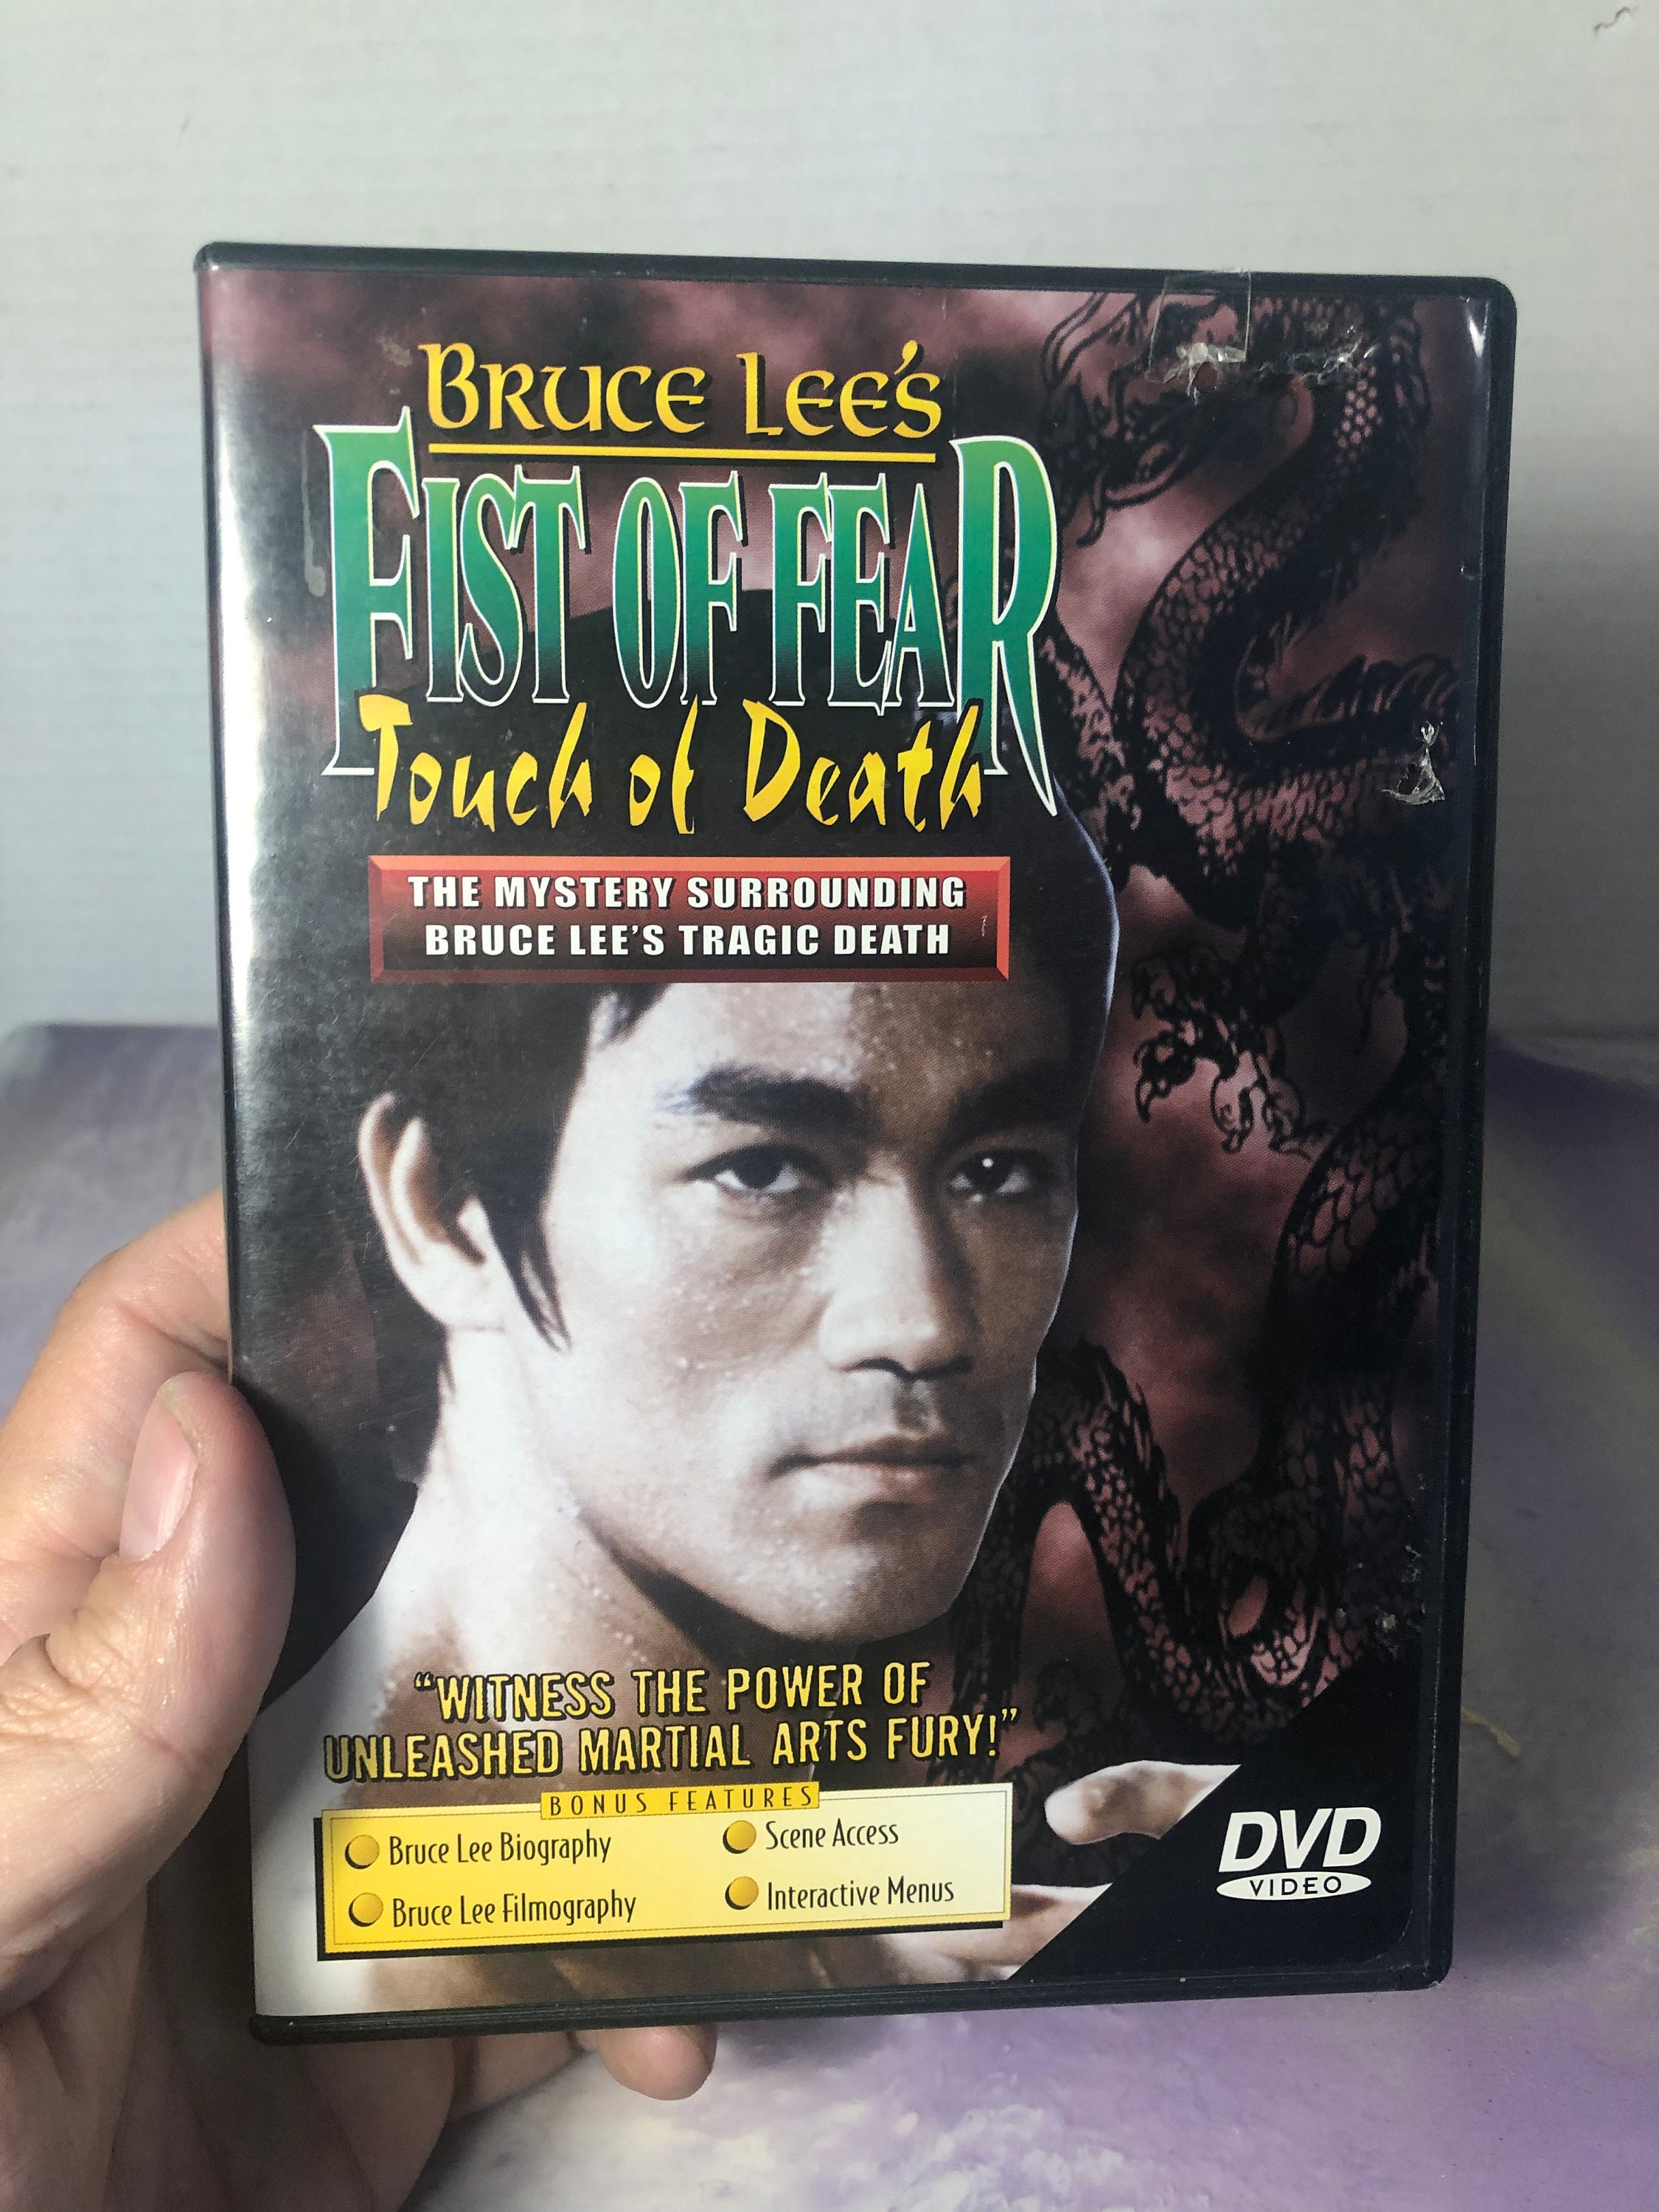 BRUCE LEE'S
FIST OF FEAR
Touch of Death
THE MYSTERY SURROUNDING
BRUCE LEE'S TRAGIC DEATH
"WITNESS THE POWER OF
UNLEASHED MARTIAL ARTS FURY!"
BONUS FEATURES
Bruce Lee Biography
Scene Access
Bruce Lee Filmography
Interactive Menus
DVD
VIDEO